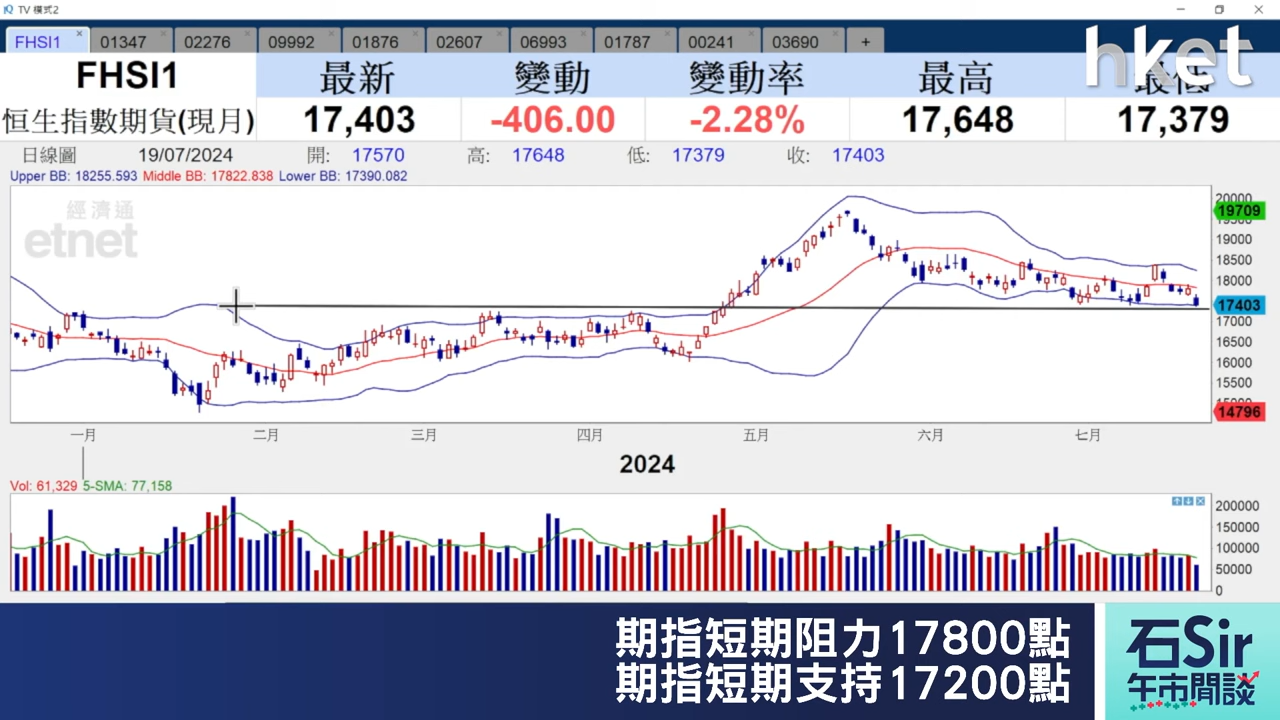 TV 模式2
FHSI1 01347 02276 09992 01876 02607 06993 01787 00241 03690 +
hket
FHSI1 最新 變動 變動率 最高 最低
恒生指數期貨(現月) 17,403 -406.00 -2.28% 17,648 17,379
日線圖 19/07/2024 開: 17570 高: 17648 低: 17379 收: 17403
Upper BB: 18255.593 Middle BB: 17822.838 Lower BB: 17390.082
經濟通
etnet
20000
19709
19000
18500
18000
17403
17000
16500
16000
15500
14796
一月 二月 三月 四月 五月 六月 七月
2024
Vol: 61,329 5-SMA: 77,158
200000
150000
100000
50000
0
期指短期阻力17800點
期指短期支持17200點
石Sir
午市閒談